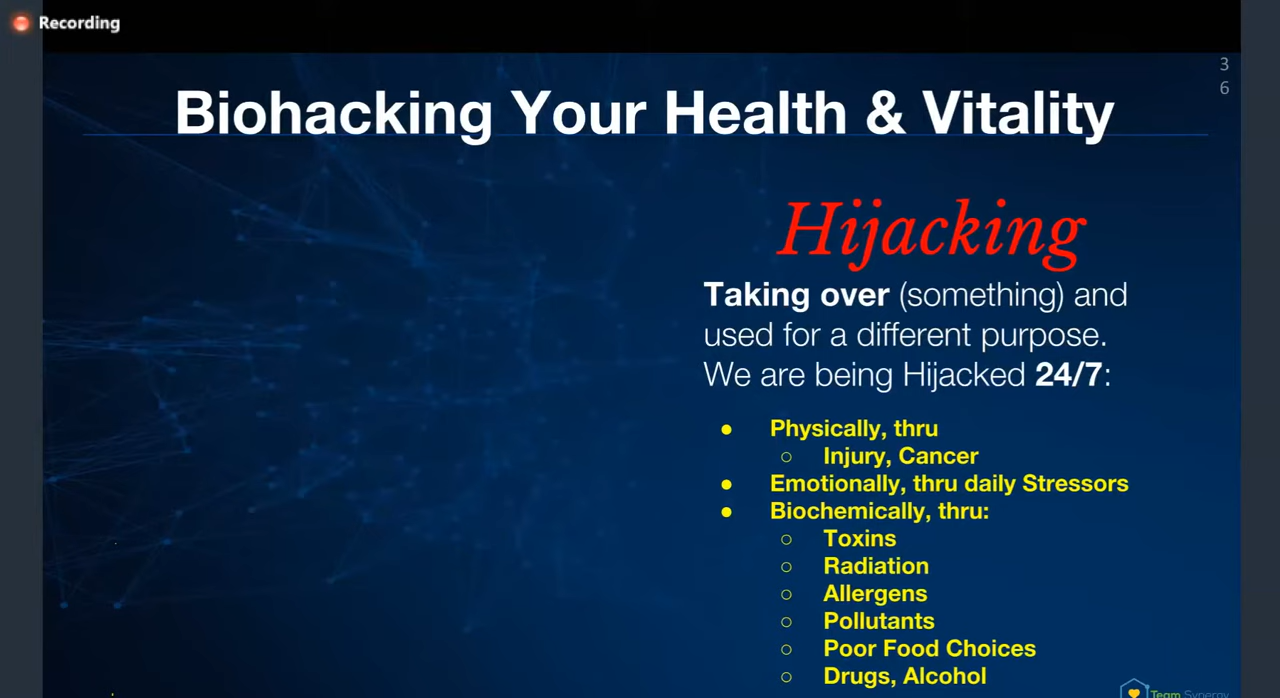 Recording
3
6
Biohacking Your Health & Vitality
Hijacking
Taking over (something) and
used for a different purpose.
We are being Hijacked 24/7:
● Physically, thru
○ Injury, Cancer
● Emotionally, thru daily Stressors
● Biochemically, thru:
○ Toxins
○ Radiation
○ Allergens
○ Pollutants
○ Poor Food Choices
○ Drugs, Alcohol
Team Synergy